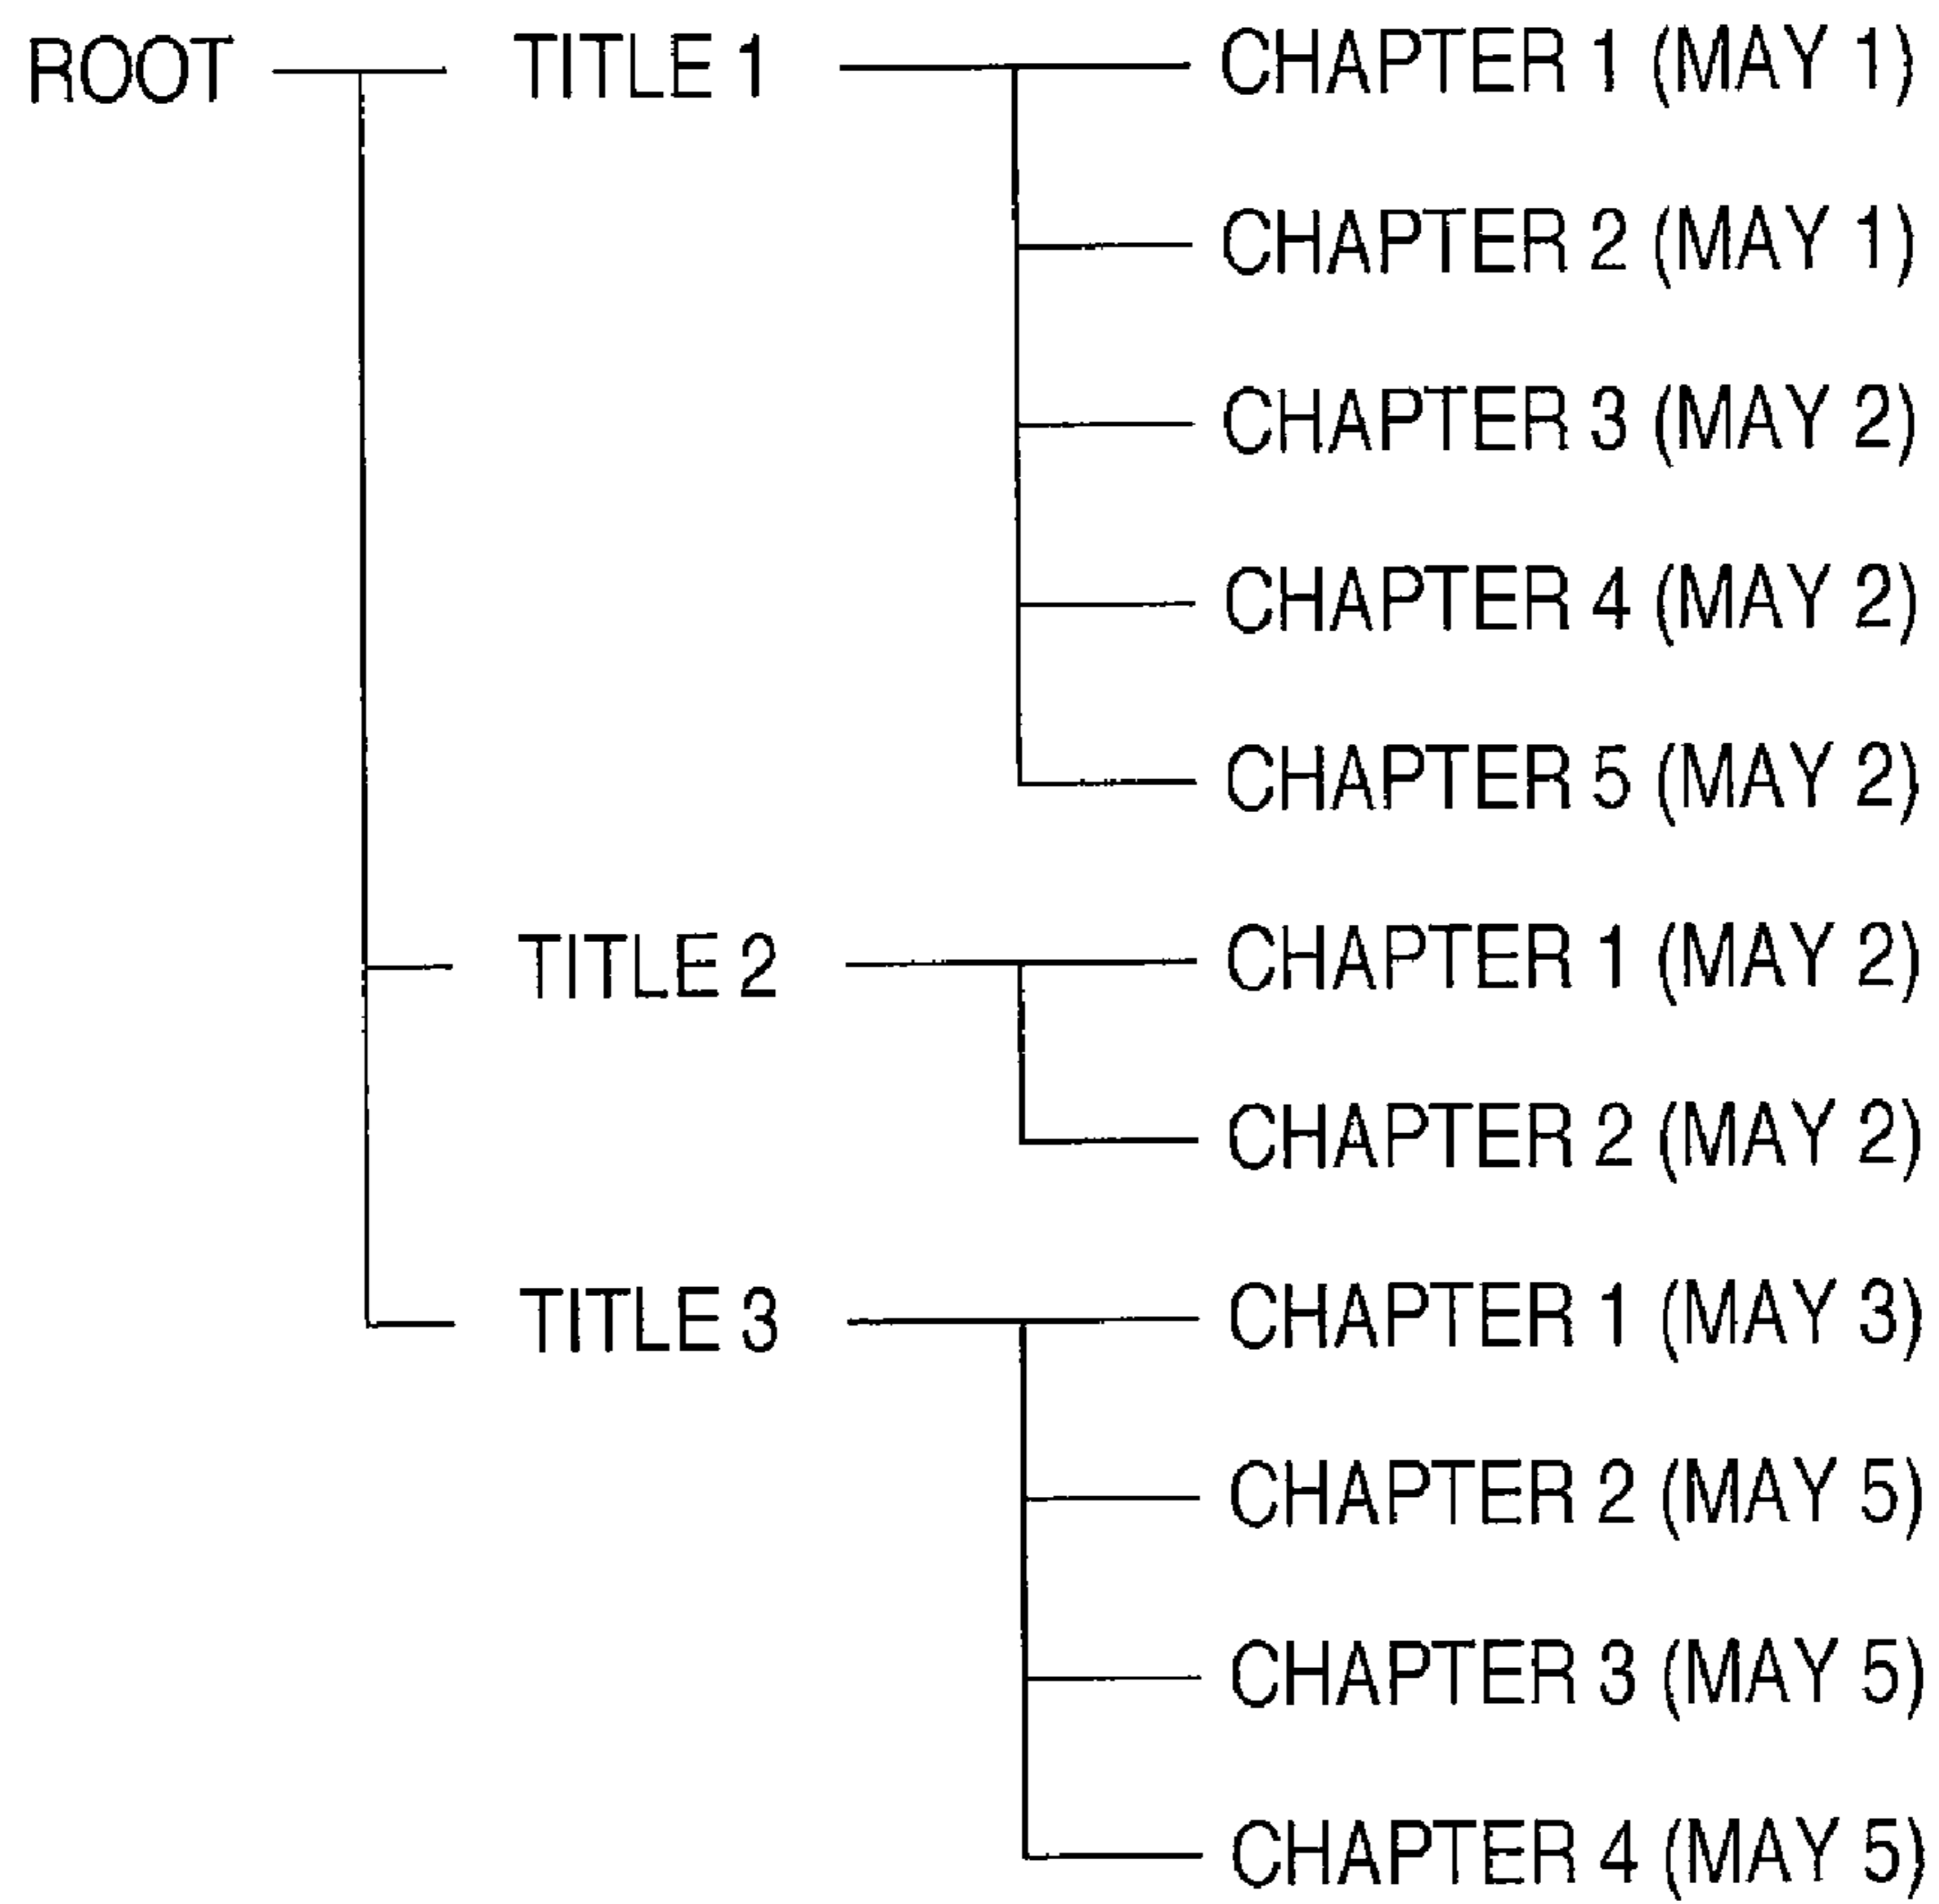 ROOT TITLE 1 CHAPTER 1 (MAY 1)
CHAPTER 2 (MAY 1)
CHAPTER 3 (MAY 2)
CHAPTER 4 (MAY 2)
CHAPTER 5 (MAY 2)
TITLE 2 CHAPTER 1 (MAY 2)
CHAPTER 2 (MAY 2)
TITLE 3 CHAPTER 1 (MAY 3)
CHAPTER 2 (MAY 5)
CHAPTER 3 (MAY 5)
CHAPTER 4 (MAY 5)